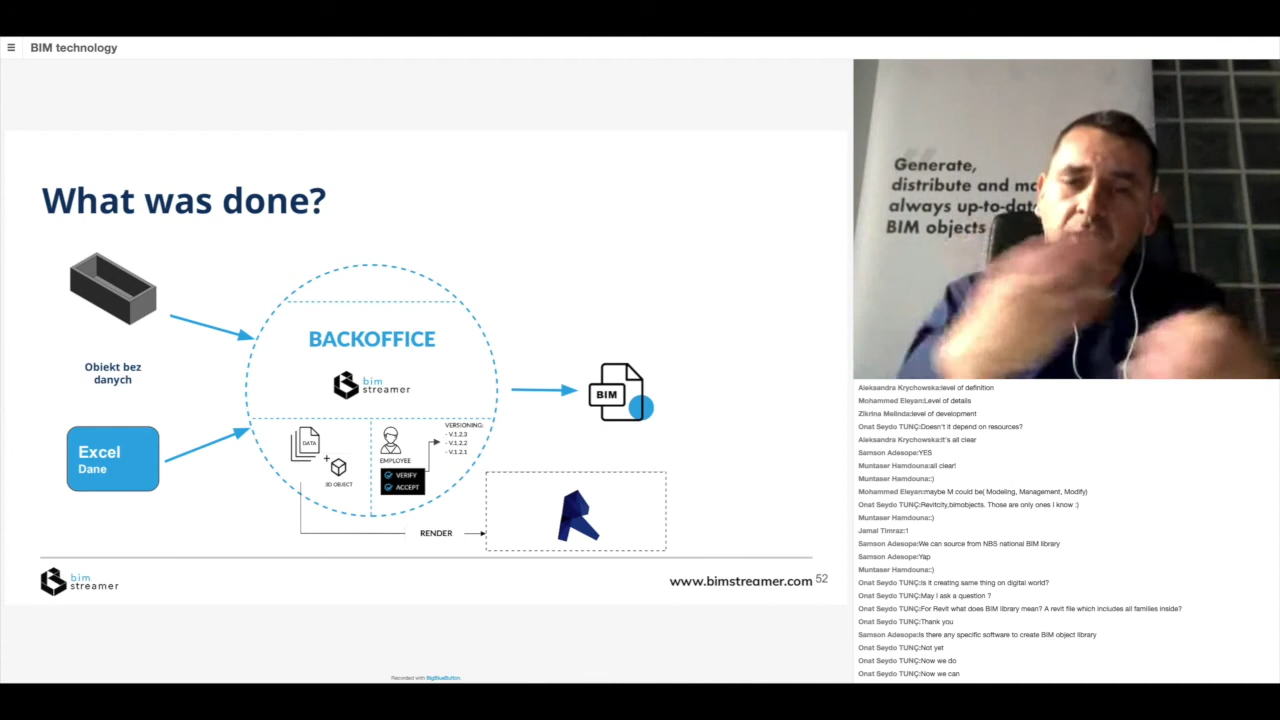 BIM technology
What was done?
Obiekt bez
danych
Excel
Dane
BACKOFFICE
bim
streamer
DATA
+
3D OBJECT
EMPLOYEE
VERIFY
ACCEPT
VERSIONING:
- V.1.2.3
- V.1.2.2
- V.1.2.1
RENDER
BIM
bim
streamer
www.bimstreamer.com 52
Recorded with BigBlueButton.
Generate,
distribute and ma
always up-to-date
BIM objects
Aleksandra Krychowska:level of definition
Mohammed Eleyan:Level of details
Zikrina Melinda:level of development
Onat Seydo TUNÇ:Doesn't it depend on resources?
Aleksandra Krychowska:it's all clear
Samson Adesope:YES
Muntaser Hamdouna:all clear!
Muntaser Hamdouna::)
Mohammed Eleyan:maybe M could be( Modeling, Management, Modify)
Onat Seydo TUNÇ:Revitcity,bimobjects. Those are only ones I know :)
Muntaser Hamdouna::)
Jamal Timraz:1
Samson Adesope:We can source from NBS national BIM library
Samson Adesope:Yap
Muntaser Hamdouna::)
Onat Seydo TUNÇ:Is it creating same thing on digital world?
Onat Seydo TUNÇ:May I ask a question ?
Onat Seydo TUNÇ:For Revit what does BIM library mean? A revit file which includes all families inside?
Onat Seydo TUNÇ:Thank you
Samson Adesope:Is there any specific software to create BIM object library
Onat Seydo TUNÇ:Not yet
Onat Seydo TUNÇ:Now we do
Onat Seydo TUNÇ:Now we can